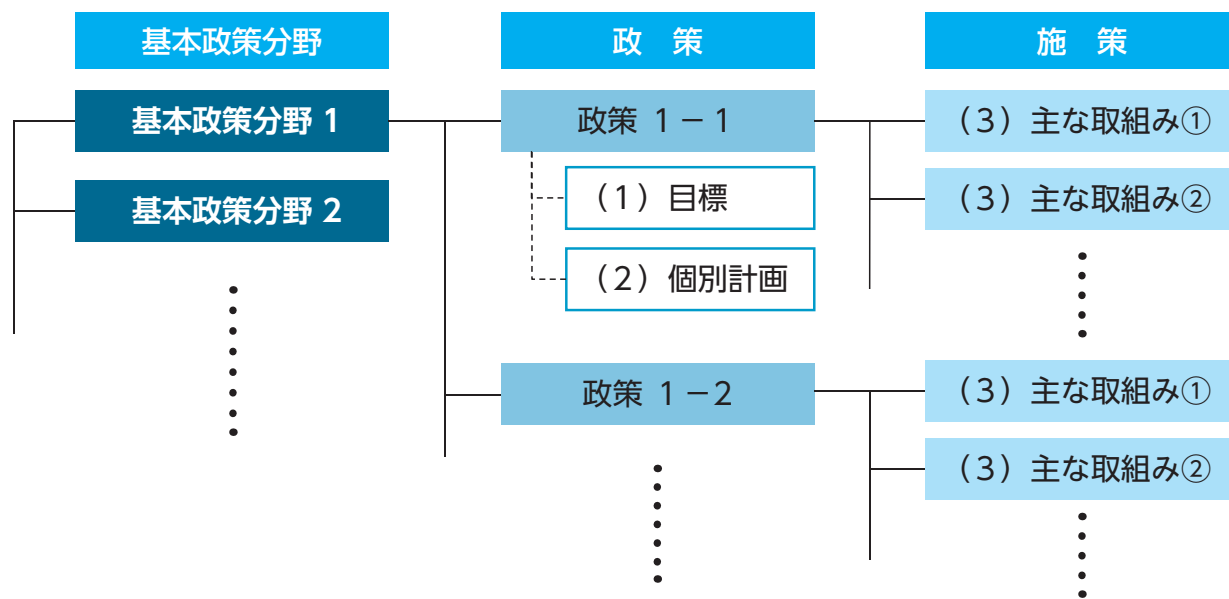 基本政策分野
政 策
施 策
基本政策分野 1
政策 1－1
（3）主な取組み①
（1）目標
基本政策分野 2
（3）主な取組み②
（2）個別計画
政策 1－2
（3）主な取組み①
（3）主な取組み②